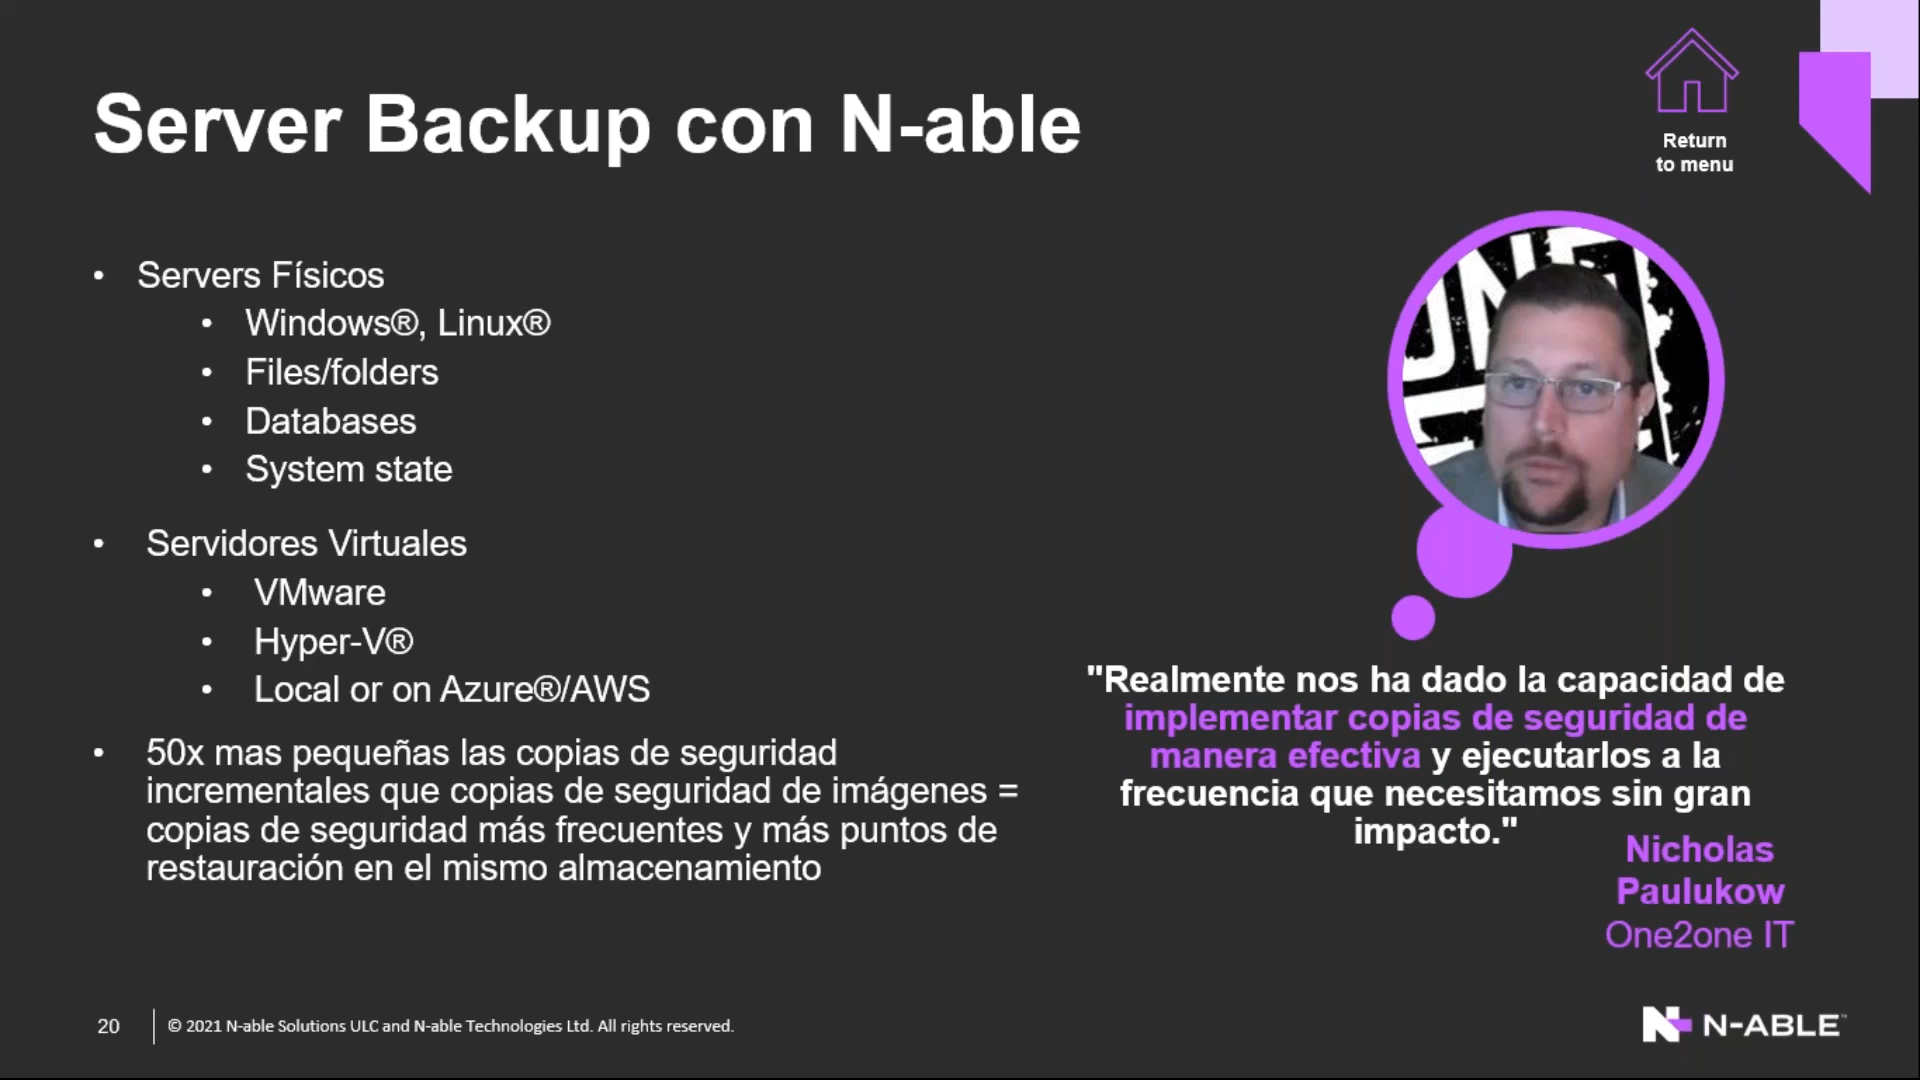 Server Backup con N-able
Return
to menu
• Servers Físicos
• Windows®, Linux®
• Files/folders
• Databases
• System state
• Servidores Virtuales
• VMware
• Hyper-V®
• Local or on Azure®/AWS
• 50x mas pequeñas las copias de seguridad
incrementales que copias de seguridad de imágenes =
copias de seguridad más frecuentes y más puntos de
restauración en el mismo almacenamiento
"Realmente nos ha dado la capacidad de
implementar copias de seguridad de
manera efectiva y ejecutarlos a la
frecuencia que necesitamos sin gran
impacto."
Nicholas
Paulukow
One2one IT
20
© 2021 N-able Solutions ULC and N-able Technologies Ltd. All rights reserved.
N-ABLE™